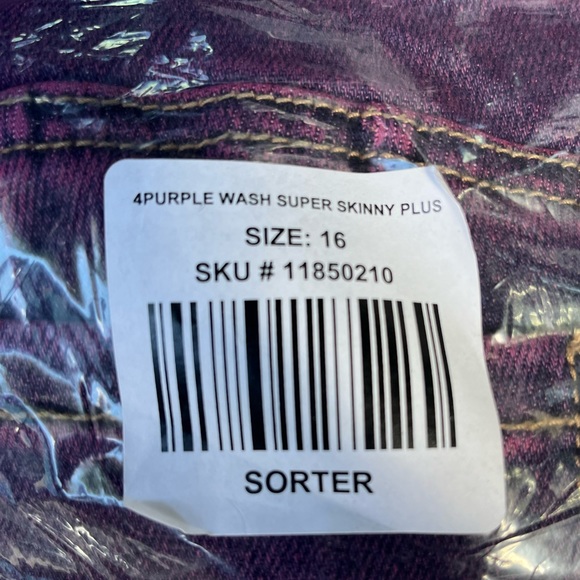 4PURPLE WASH SUPER SKINNY PLUS
SIZE: 16
SKU # 11850210
SORTER